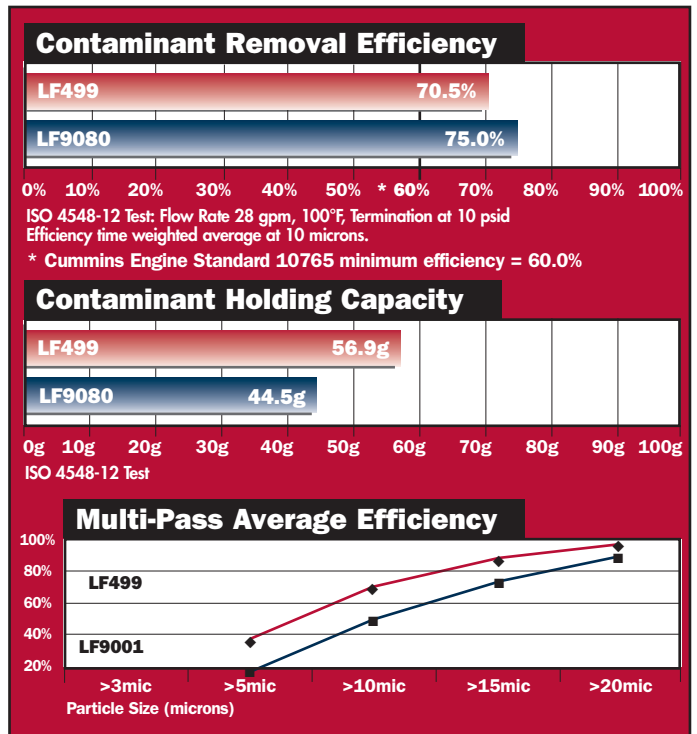 Contaminant Removal Efficiency
LF499 70.5%
LF9080 75.0%
0% 10% 20% 30% 40% 50% * 60% 70% 80% 90% 100%
ISO 4548-12 Test: Flow Rate 28 gpm, 100°F, Termination at 10 psid
Efficiency time weighted average at 10 microns.
* Cummins Engine Standard 10765 minimum efficiency = 60.0%
Contaminant Holding Capacity
LF499 56.9g
LF9080 44.5g
0g 10g 20g 30g 40g 50g 60g 70g 80g 90g 100g
ISO 4548-12 Test
Multi-Pass Average Efficiency
100%
80%
LF499
60%
40%
LF9001
20%
>3mic >5mic >10mic >15mic >20mic
Particle Size (microns)